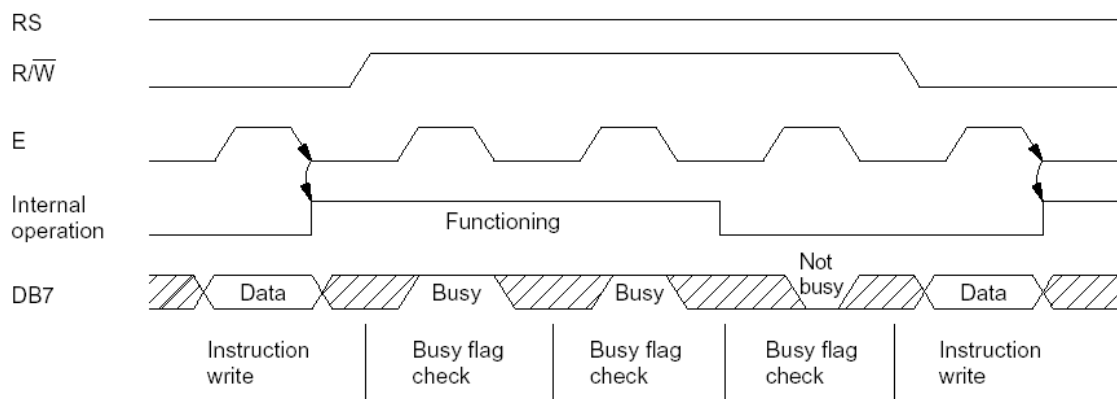 RS
R/W̅
E
Internal
operation
Functioning
DB7
Data
Busy
Busy
Not
busy
Data
Instruction
write
Busy flag
check
Busy flag
check
Busy flag
check
Instruction
write